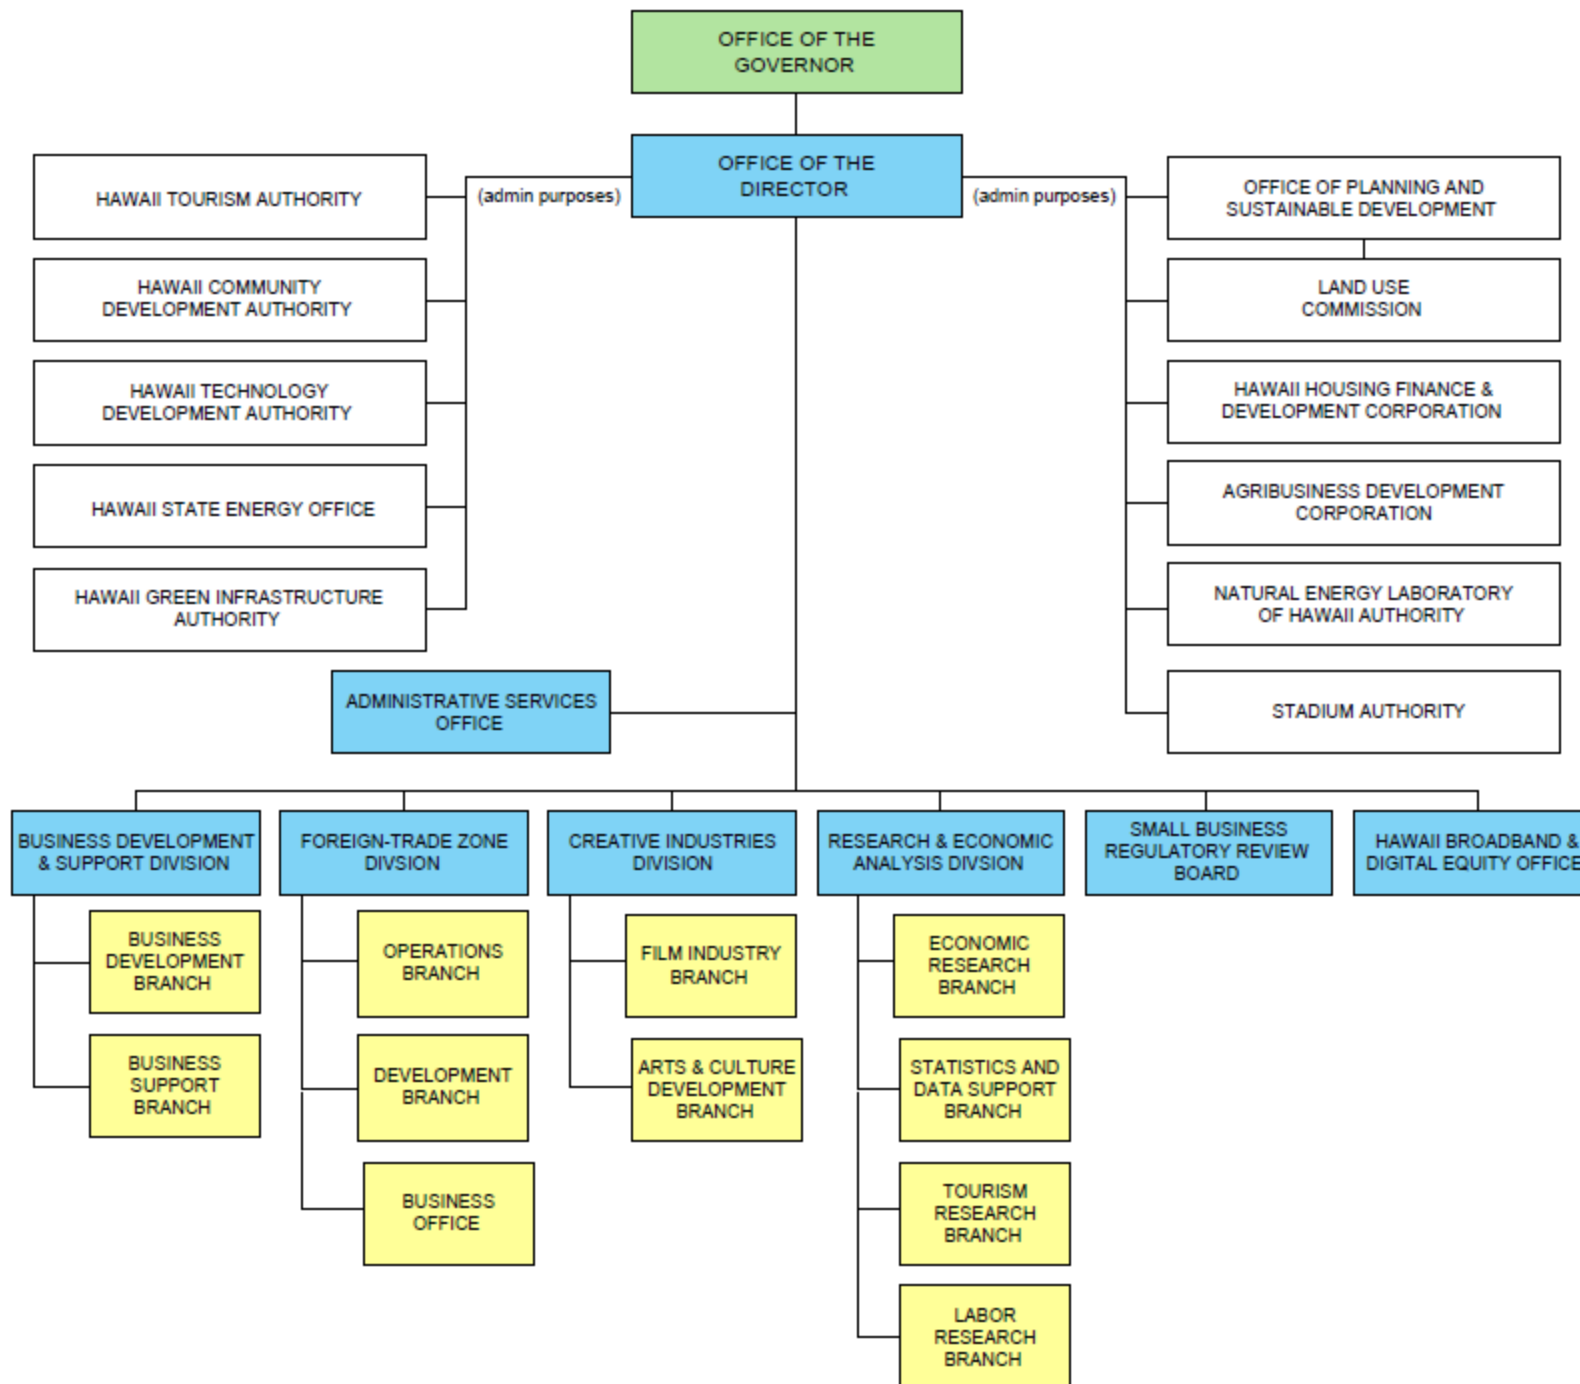 OFFICE OF THE
GOVERNOR
OFFICE OF THE
DIRECTOR
(admin purposes)
(admin purposes)
HAWAII TOURISM AUTHORITY
HAWAII COMMUNITY
DEVELOPMENT AUTHORITY
HAWAII TECHNOLOGY
DEVELOPMENT AUTHORITY
HAWAII STATE ENERGY OFFICE
HAWAII GREEN INFRASTRUCTURE
AUTHORITY
OFFICE OF PLANNING AND
SUSTAINABLE DEVELOPMENT
LAND USE
COMMISSION
HAWAII HOUSING FINANCE &
DEVELOPMENT CORPORATION
AGRIBUSINESS DEVELOPMENT
CORPORATION
NATURAL ENERGY LABORATORY
OF HAWAII AUTHORITY
STADIUM AUTHORITY
ADMINISTRATIVE SERVICES
OFFICE
BUSINESS DEVELOPMENT
& SUPPORT DIVISION
BUSINESS
DEVELOPMENT
BRANCH
BUSINESS
SUPPORT
BRANCH
FOREIGN-TRADE ZONE
DIVSION
OPERATIONS
BRANCH
DEVELOPMENT
BRANCH
BUSINESS
OFFICE
CREATIVE INDUSTRIES
DIVISION
FILM INDUSTRY
BRANCH
ARTS & CULTURE
DEVELOPMENT
BRANCH
RESEARCH & ECONOMIC
ANALYSIS DIVSION
ECONOMIC
RESEARCH
BRANCH
STATISTICS AND
DATA SUPPORT
BRANCH
TOURISM
RESEARCH
BRANCH
LABOR
RESEARCH
BRANCH
SMALL BUSINESS
REGULATORY REVIEW
BOARD
HAWAII BROADBAND &
DIGITAL EQUITY OFFICE